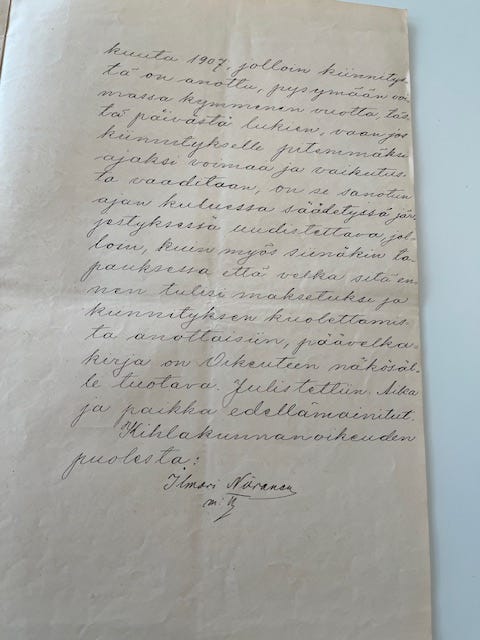 kuuta 1907, jolloin kiinnitys-
tä on anottu, pysymään voi-
massa kymmenen vuotta, täs-
tä päivästä lukien, vaan jos
kiinnitykselle pitemmäksi
ajaksi voimaa ja vaikutus-
ta vaaditaan, on se sanotun
ajan kuluessa säädetyssä jär-
jestyksessä uudistettava, jol-
loin, kuin myös siinäkin ta-
pauksessa että velka sitä en-
nen tulisi maksetuksi ja
kiinnityksen kuolettamis-
ta anottaisiin, päävelka-
kirja on Oikeuteen näkösäl-
le tuotava. Julistettiin. Aika
ja paikka edellämainitut.
Kihlakunnanoikeuden
puolesta:
Ilmari